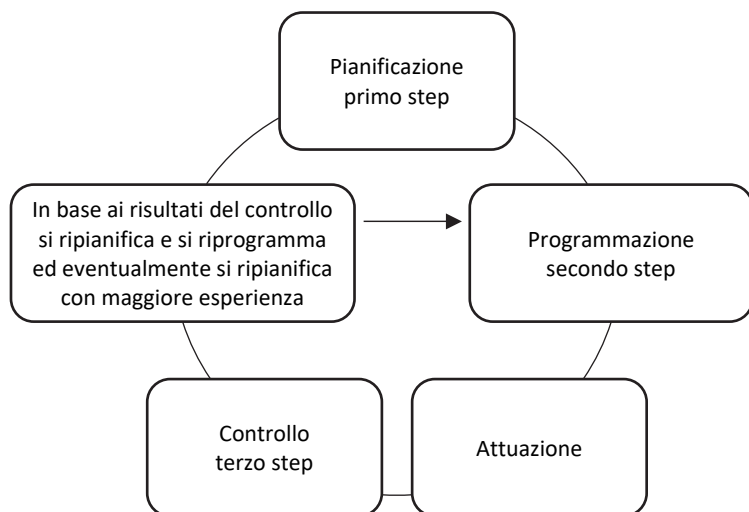 Pianificazione
primo step
In base ai risultati del controllo
si ripianifica e si riprogramma
ed eventualmente si ripianifica
con maggiore esperienza
Programmazione
secondo step
Controllo
terzo step
Attuazione